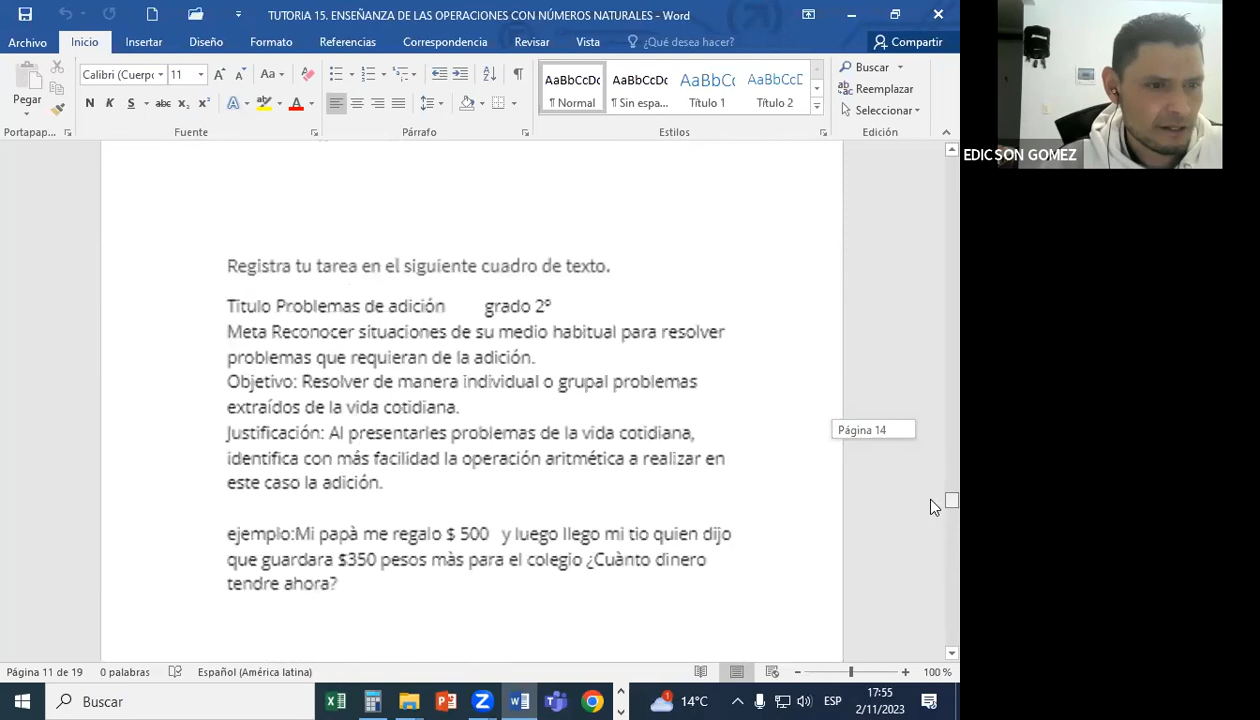 TUTORIA 15. ENSEÑANZA DE LAS OPERACIONES CON NÚMEROS NATURALES - Word
Archivo Inicio Insertar Diseño Formato Referencias Correspondencia Revisar Vista ¿Qué desea hacer? Compartir
Pegar
Calibri (Cuerpo 11
N K S abc x₂ x²
AaBbCcDc AaBbCcDc AaBbCc AaBbCcD
¶ Normal ¶ Sin espa... Título 1 Título 2
Buscar
Reemplazar
Seleccionar
Portapap... Fuente Párrafo Estilos Edición
EDICSON GOMEZ
Registra tu tarea en el siguiente cuadro de texto.
Titulo Problemas de adición grado 2º
Meta Reconocer situaciones de su medio habitual para resolver
problemas que requieran de la adición.
Objetivo: Resolver de manera individual o grupal problemas
extraídos de la vida cotidiana.
Justificación: Al presentarles problemas de la vida cotidiana,
identifica con más facilidad la operación aritmética a realizar en
este caso la adición.
ejemplo:Mi papà me regalo $ 500 y luego llego mi tio quien dijo
que guardara $350 pesos màs para el colegio ¿Cuànto dinero
tendre ahora?
Página 14
Página 11 de 19 0 palabras Español (América latina) 100 %
Buscar
14°C
ESP
17:55
2/11/2023